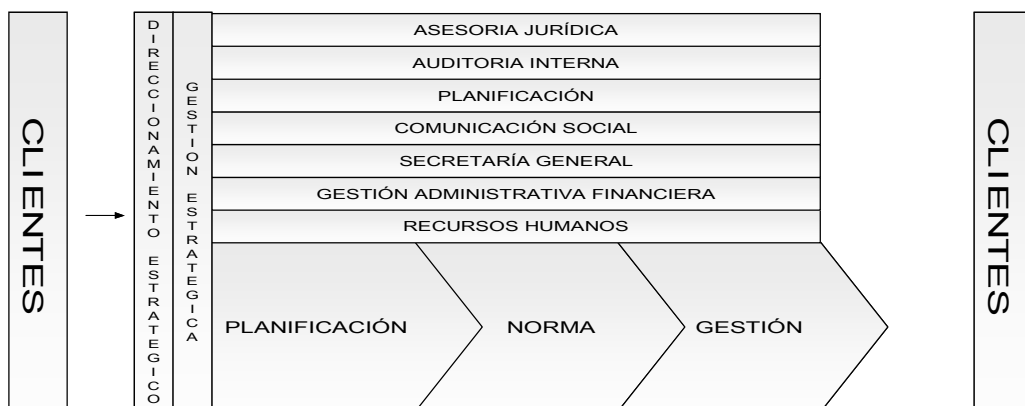 CLIENTES
DIRECCIONAMIENTO ESTRATEGICO
GESTION ESTRATEGICA
ASESORIA JURÍDICA
AUDITORIA INTERNA
PLANIFICACIÓN
COMUNICACIÓN SOCIAL
SECRETARÍA GENERAL
GESTIÓN ADMINISTRATIVA FINANCIERA
RECURSOS HUMANOS
PLANIFICACIÓN
NORMA
GESTIÓN
CLIENTES